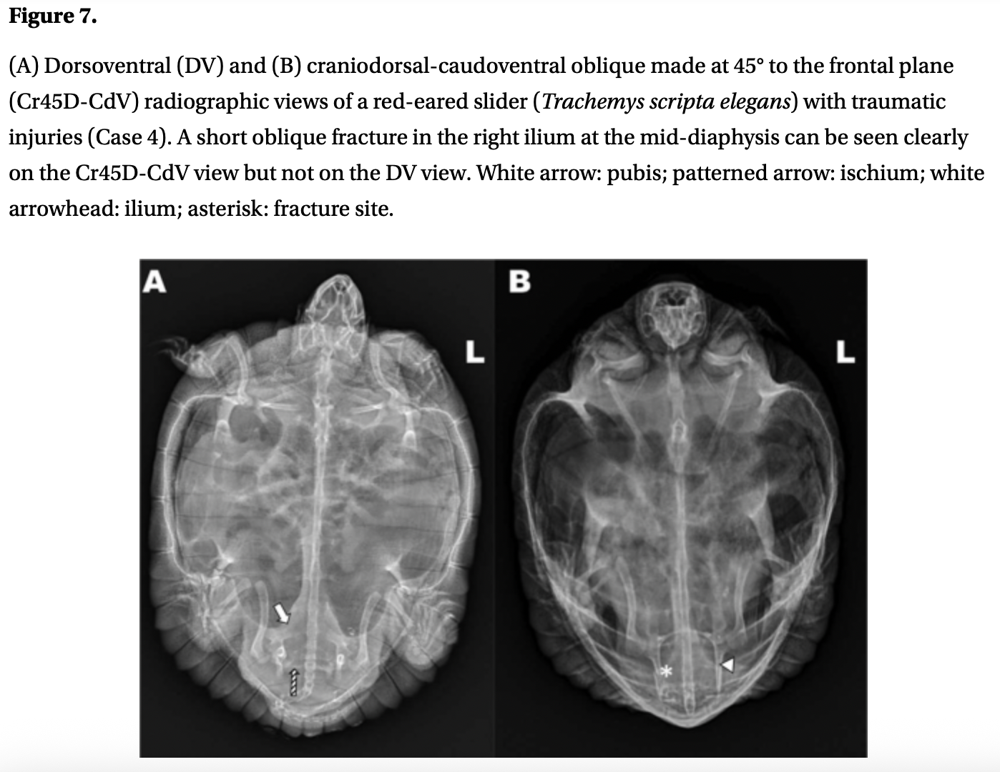 Figure 7.
(A) Dorsoventral (DV) and (B) craniodorsal-caudoventral oblique made at 45° to the frontal plane
(Cr45D-CdV) radiographic views of a red-eared slider (Trachemys scripta elegans) with traumatic
injuries (Case 4). A short oblique fracture in the right ilium at the mid-diaphysis can be seen clearly
on the Cr45D-CdV view but not on the DV view. White arrow: pubis; patterned arrow: ischium; white
arrowhead: ilium; asterisk: fracture site.
A
B
L
L
*